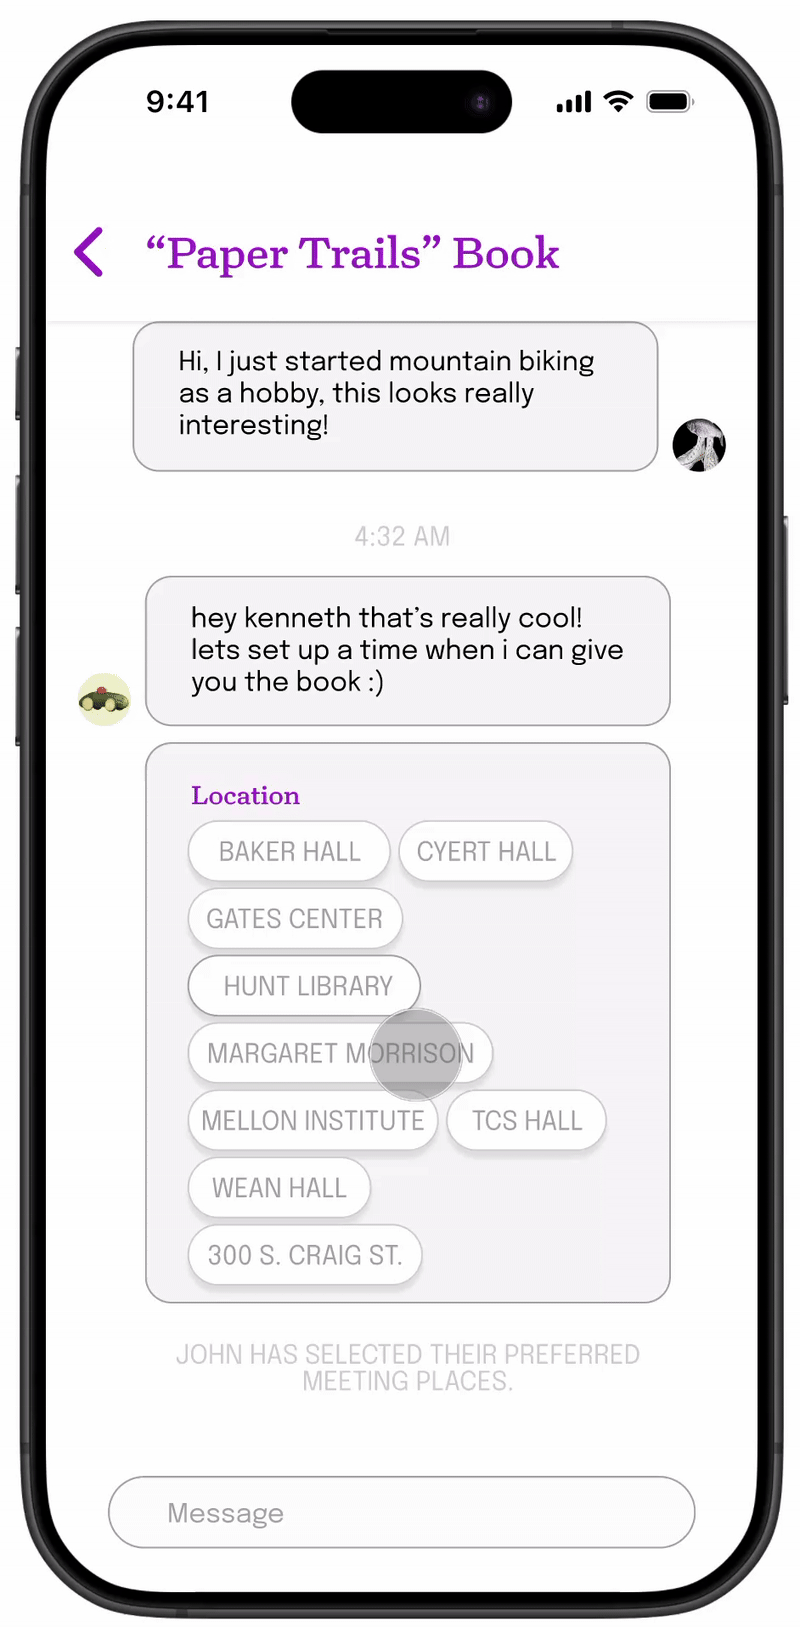 9:41
“Paper Trails” Book
Hi, I just started mountain biking
as a hobby, this looks really
interesting!
4:32 AM
hey kenneth that’s really cool!
lets set up a time when i can give
you the book :)
Location
BAKER HALL CYERT HALL
GATES CENTER
HUNT LIBRARY
MARGARET MORRISON
MELLON INSTITUTE TCS HALL
WEAN HALL
300 S. CRAIG ST.
JOHN HAS SELECTED THEIR PREFERRED
MEETING PLACES.
Message